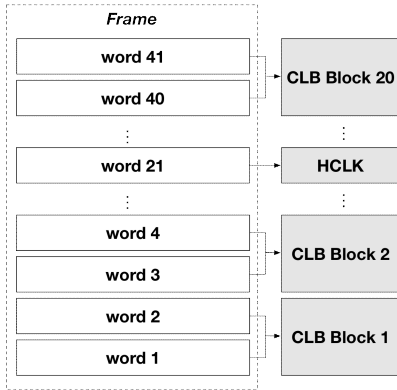 Frame
word 41
word 40
CLB Block 20
⋮
⋮
word 21
HCLK
⋮
⋮
word 4
word 3
CLB Block 2
word 2
word 1
CLB Block 1